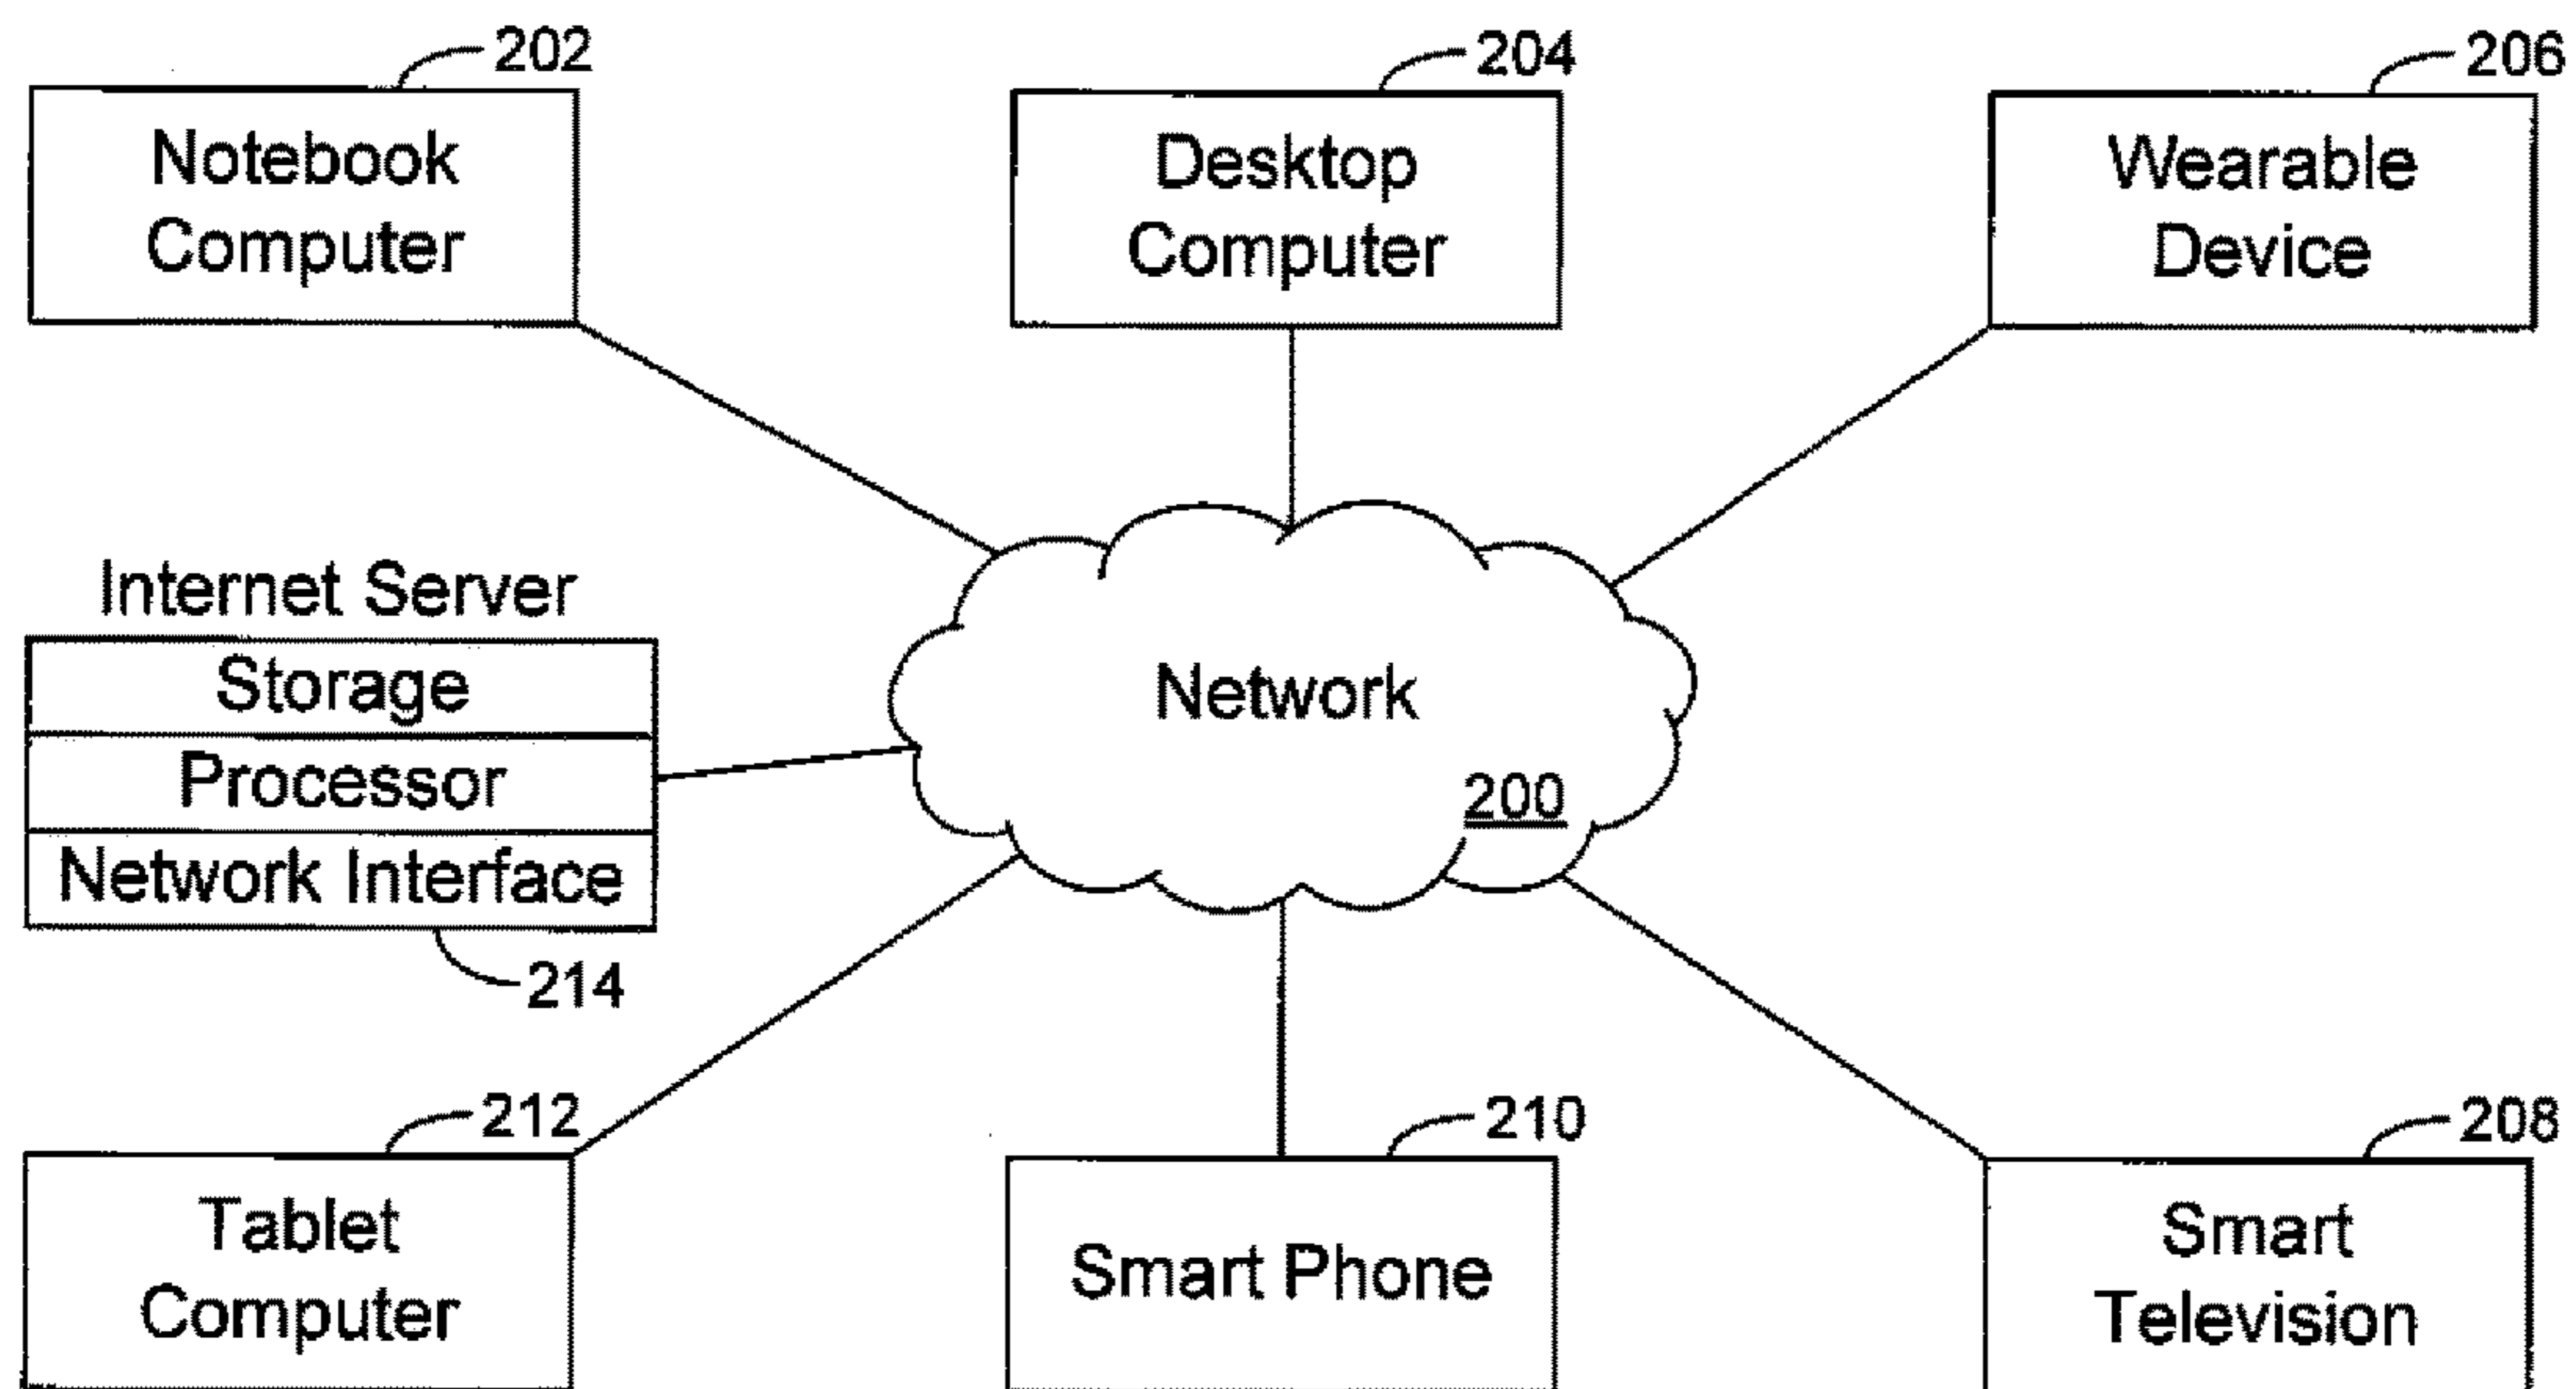 202
204
206
Notebook
Computer
Desktop
Computer
Wearable
Device
Internet Server
Storage
Processor
Network Interface
214
Network
200
212
210
208
Tablet
Computer
Smart Phone
Smart
Television